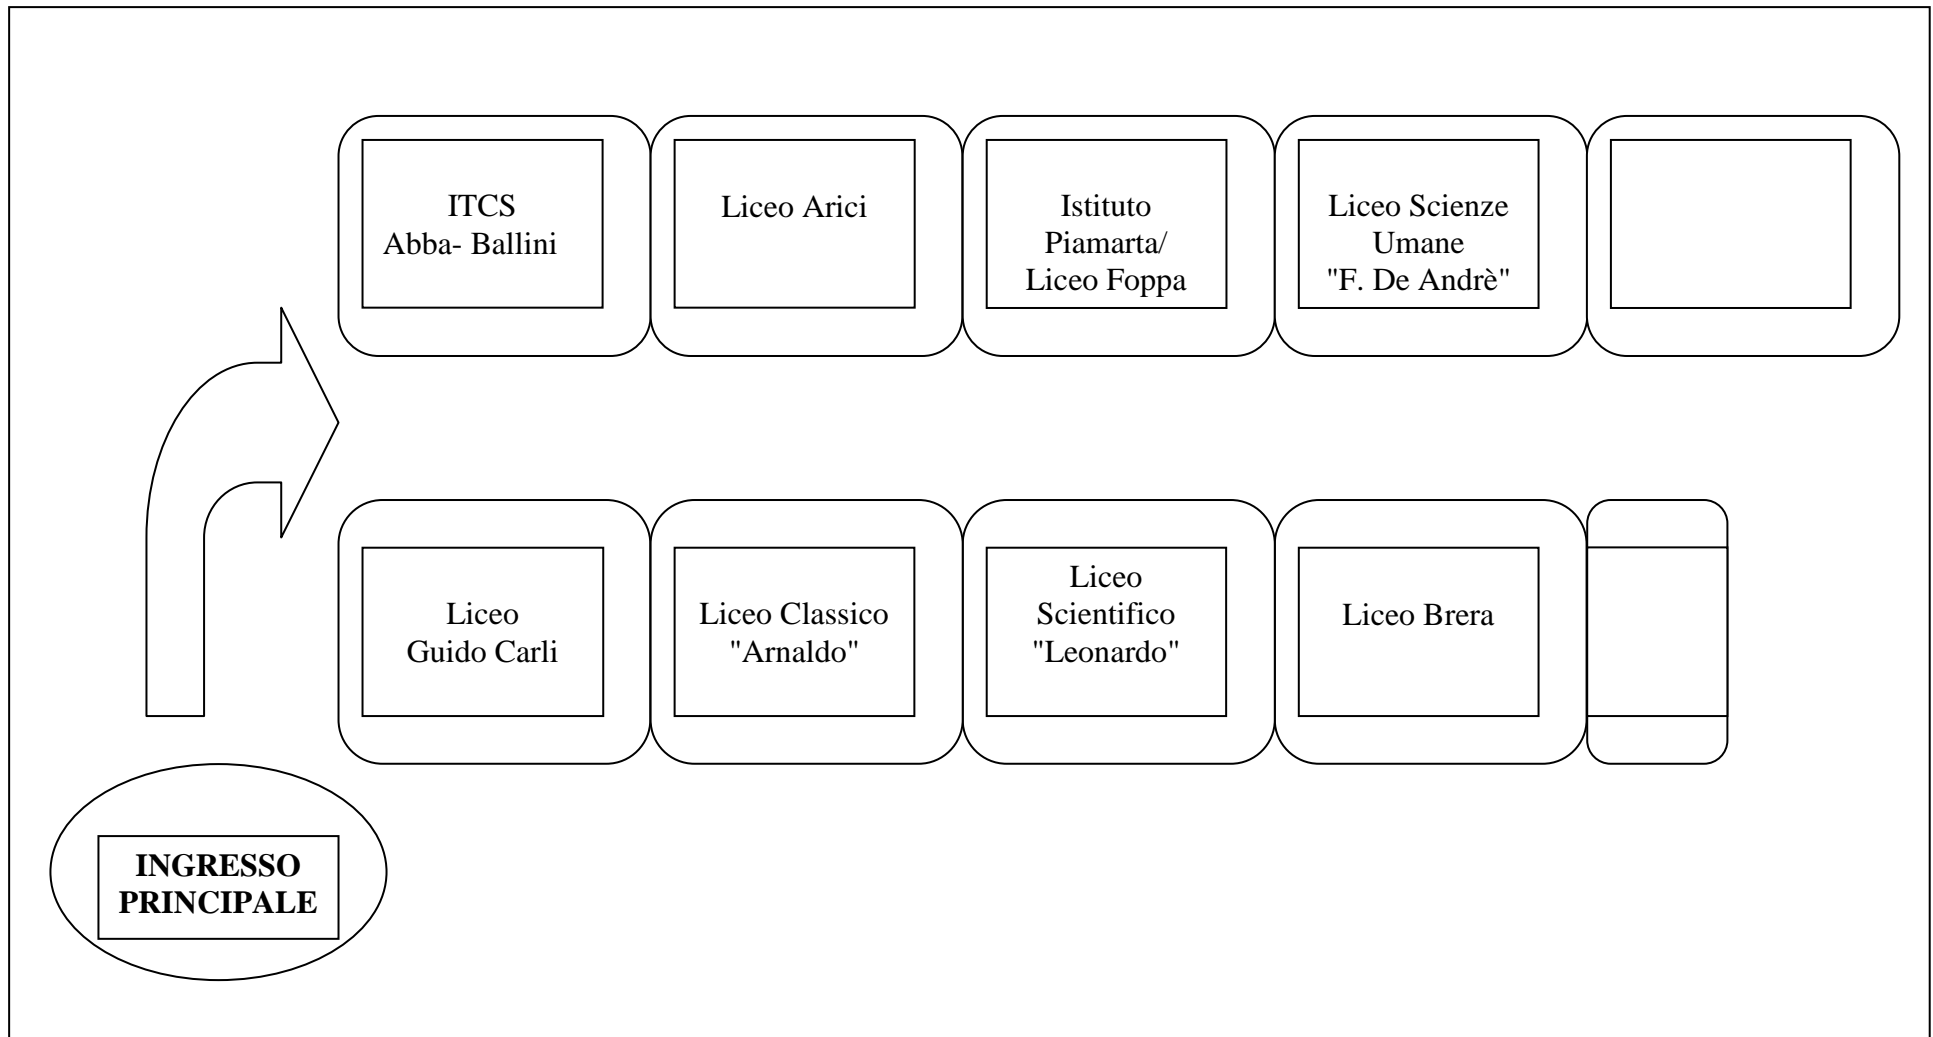 ITCS
Abba- Ballini
Liceo Arici
Istituto
Piamarta/
Liceo Foppa
Liceo Scienze
Umane
"F. De Andrè"
Liceo
Guido Carli
Liceo Classico
"Arnaldo"
Liceo
Scientifico
"Leonardo"
Liceo Brera
INGRESSO
PRINCIPALE